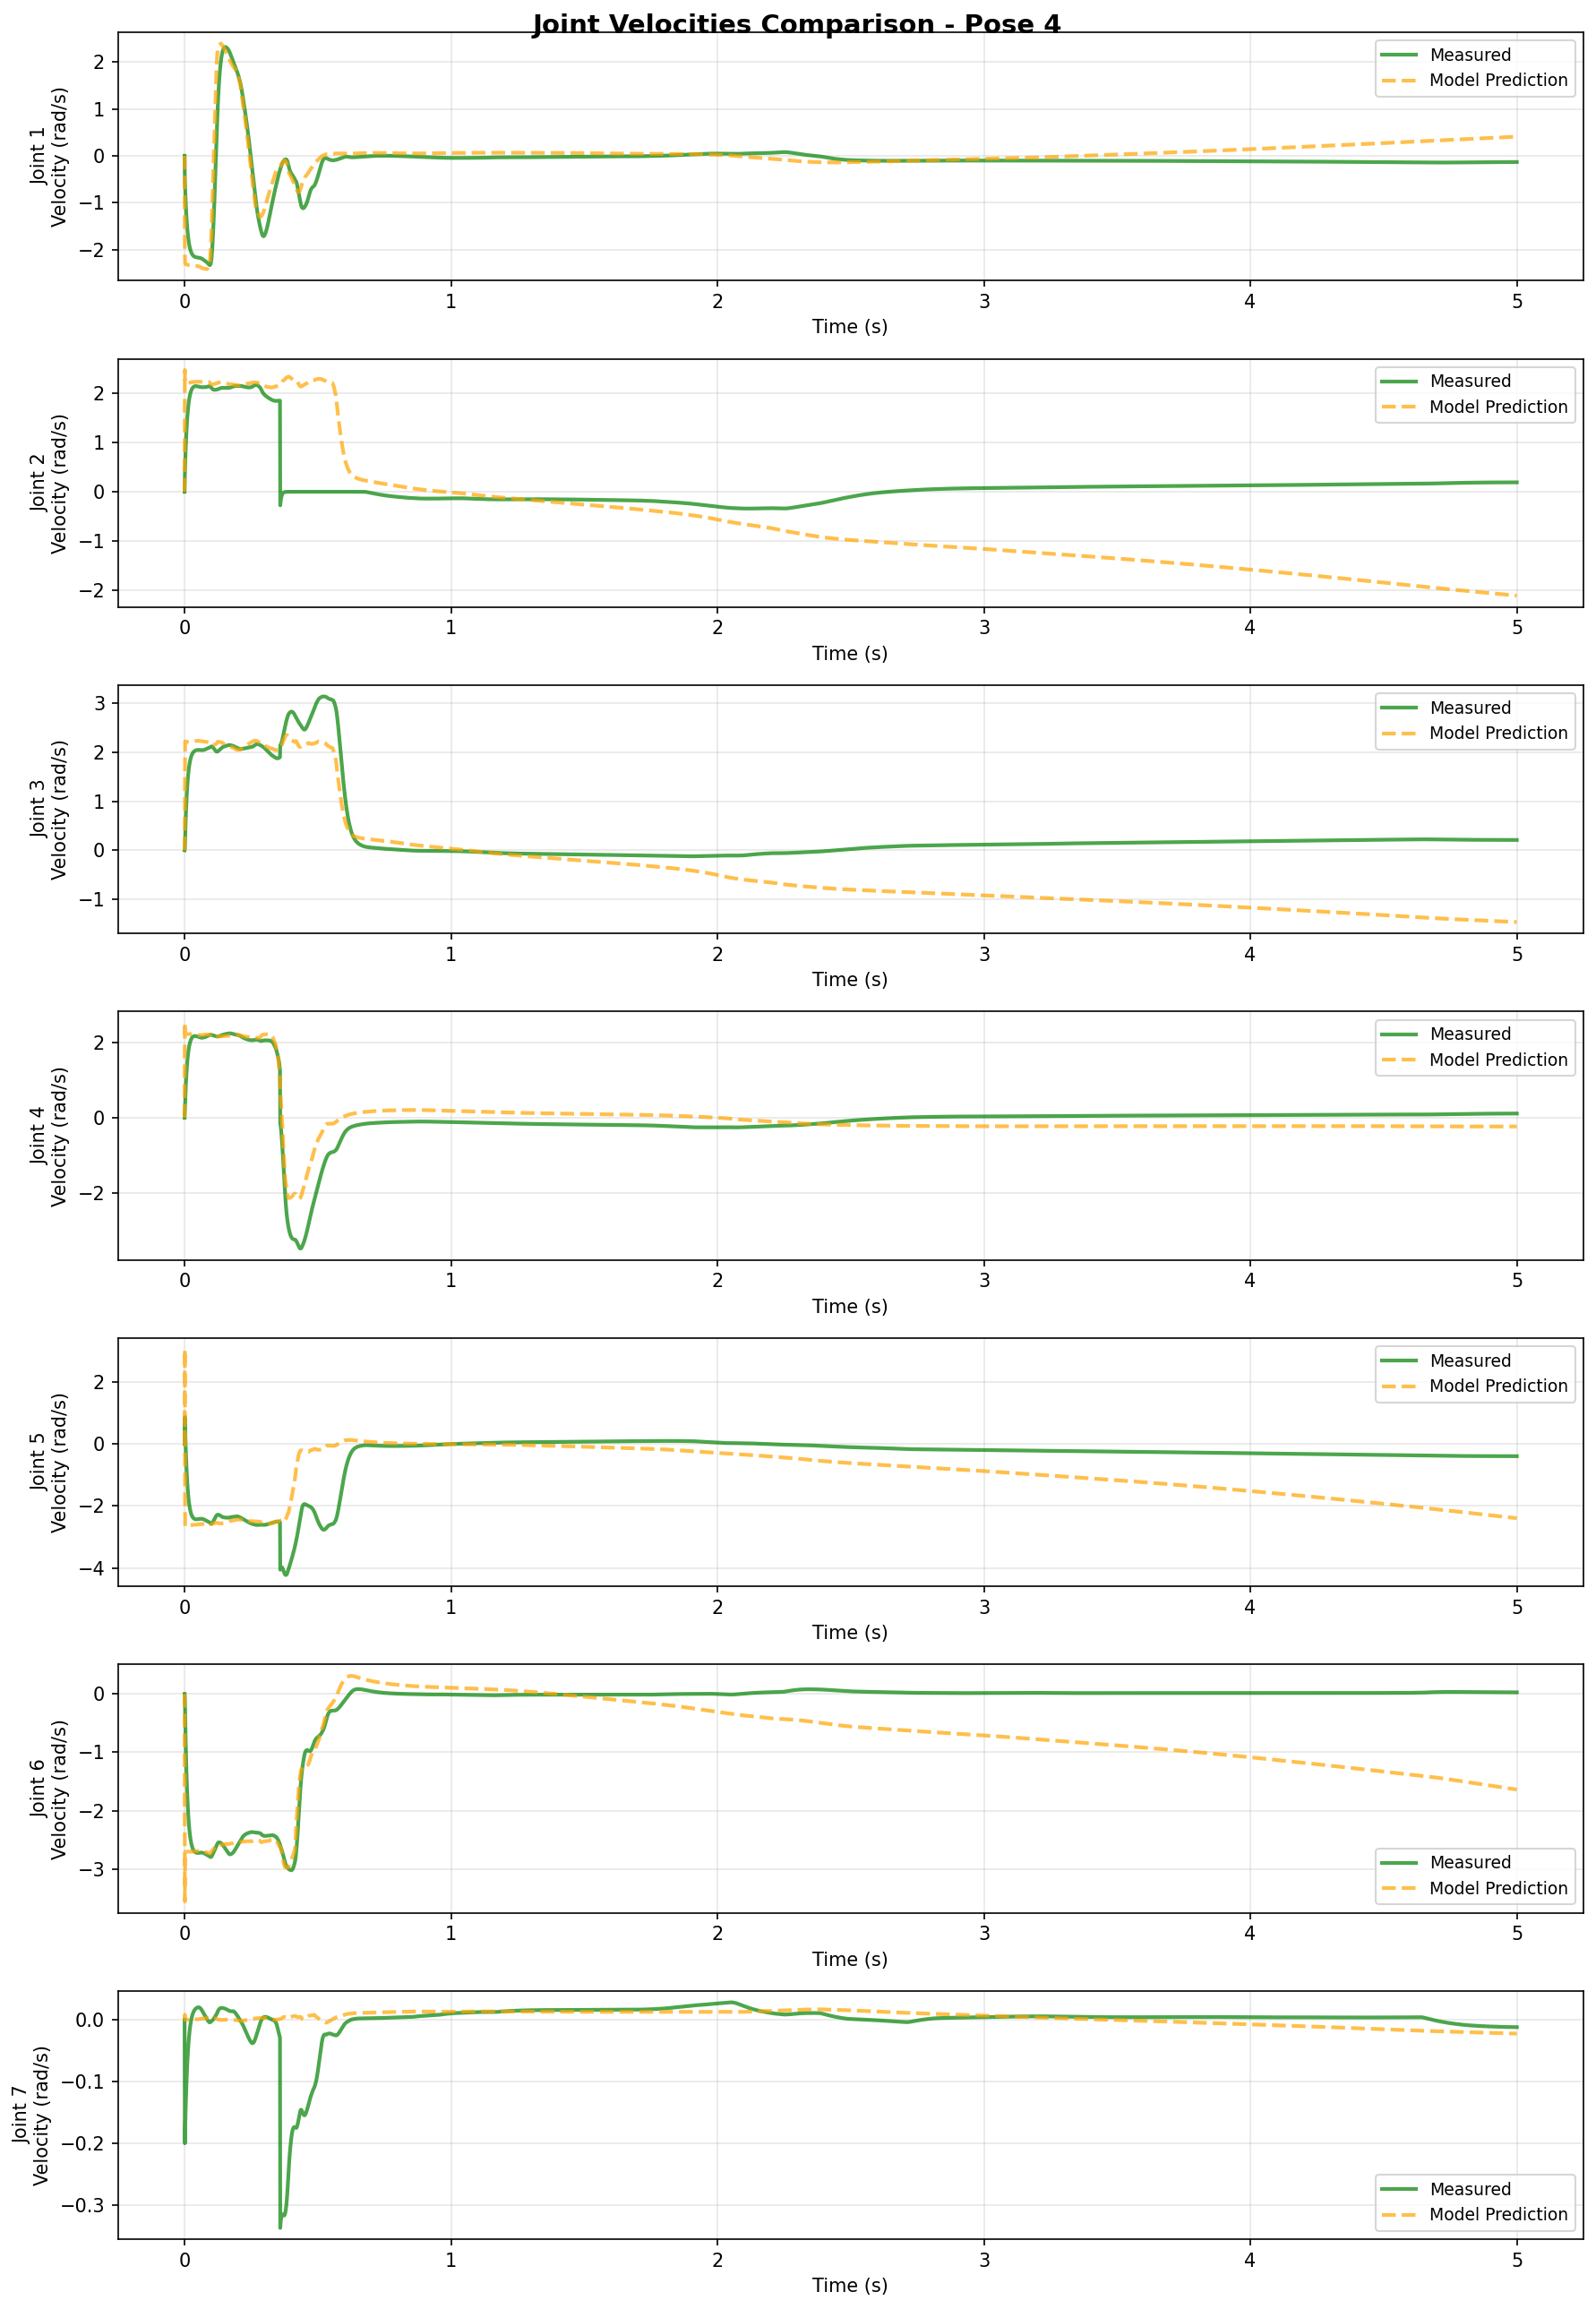 Joint Velocities Comparison - Pose 4
Joint 1
Velocity (rad/s)
2
1
0
−1
−2
Measured
Model Prediction
0 1 2 3 4 5
Time (s)
Joint 2
Velocity (rad/s)
2
1
0
−1
−2
Measured
Model Prediction
0 1 2 3 4 5
Time (s)
Joint 3
Velocity (rad/s)
3
2
1
0
−1
Measured
Model Prediction
0 1 2 3 4 5
Time (s)
Joint 4
Velocity (rad/s)
2
0
−2
Measured
Model Prediction
0 1 2 3 4 5
Time (s)
Joint 5
Velocity (rad/s)
2
0
−2
−4
Measured
Model Prediction
0 1 2 3 4 5
Time (s)
Joint 6
Velocity (rad/s)
0
−1
−2
−3
Measured
Model Prediction
0 1 2 3 4 5
Time (s)
Joint 7
Velocity (rad/s)
0.0
−0.1
−0.2
−0.3
Measured
Model Prediction
0 1 2 3 4 5
Time (s)